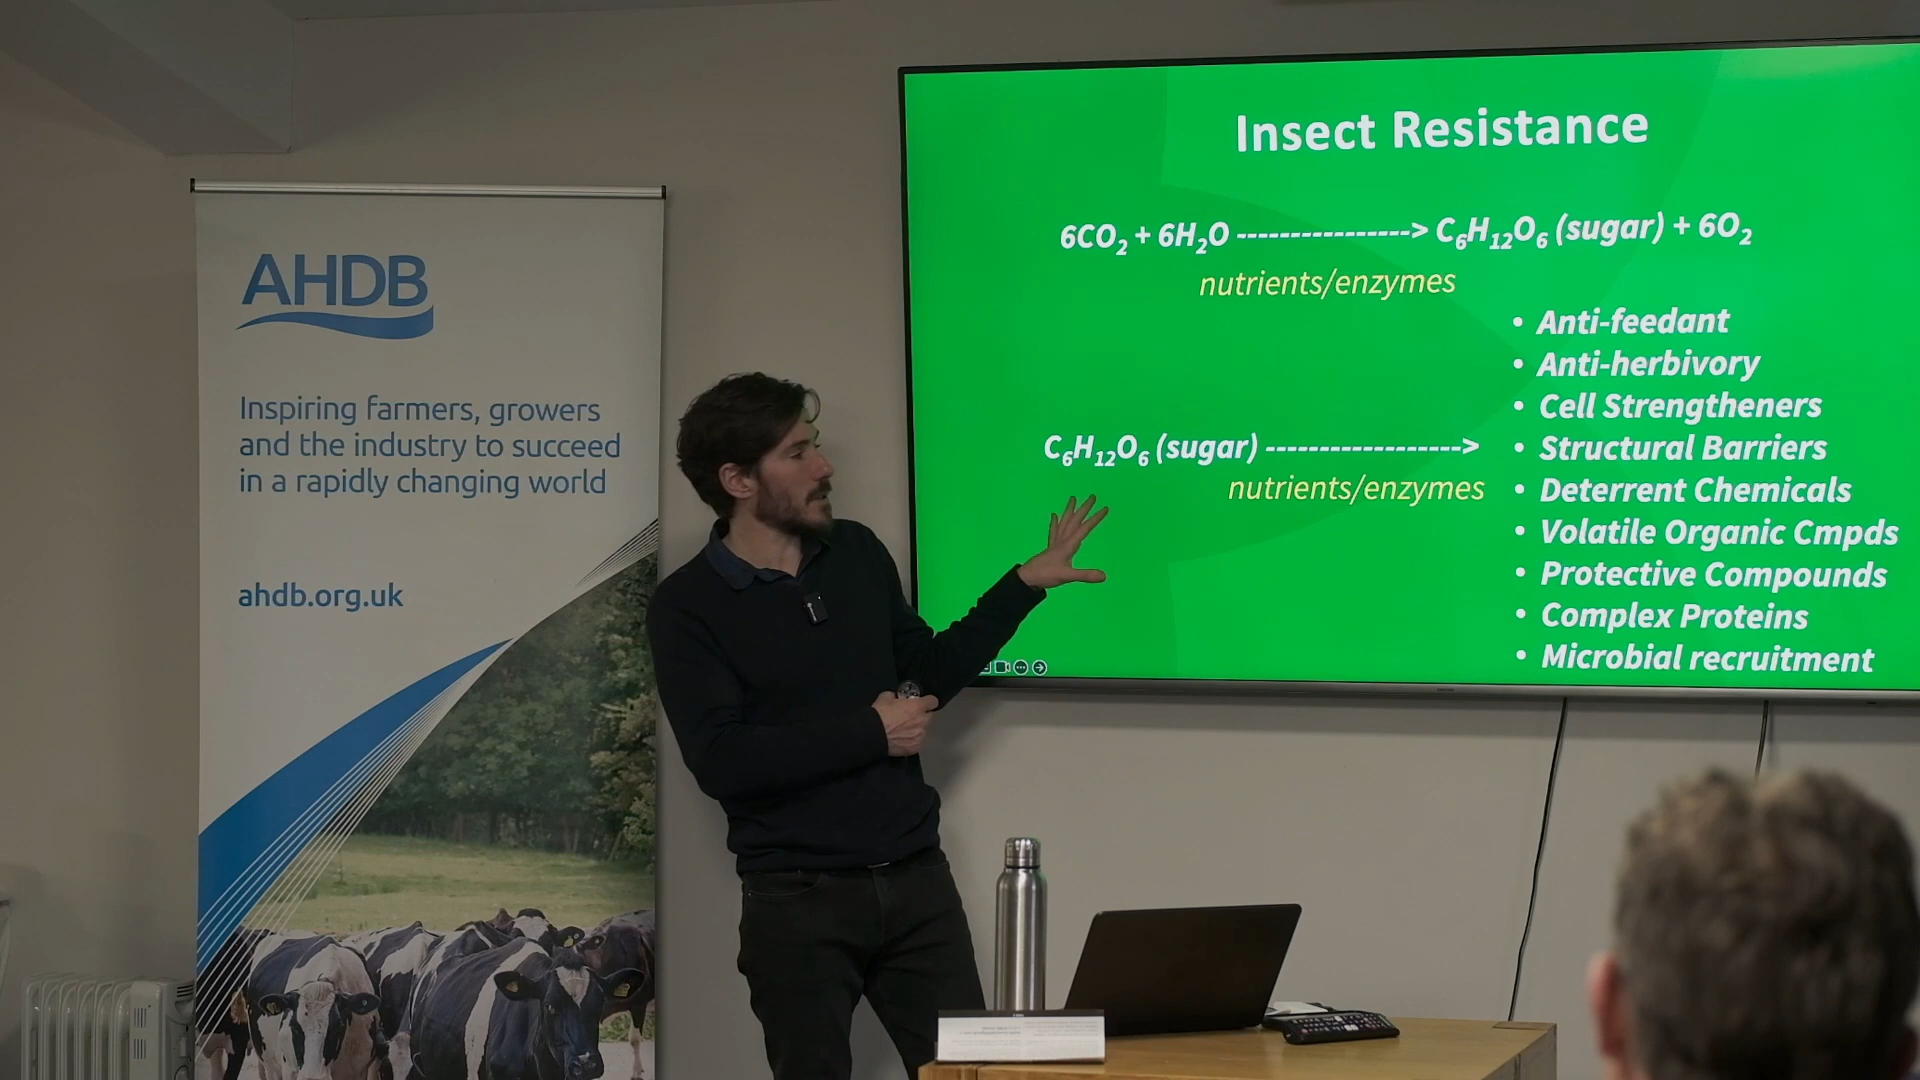 AHDB
Inspiring farmers, growers
and the industry to succeed
in a rapidly changing world
ahdb.org.uk
Insect Resistance
6CO₂ + 6H₂O ----------------> C₆H₁₂O₆ (sugar) + 6O₂
nutrients/enzymes
C₆H₁₂O₆ (sugar) ------------------>
nutrients/enzymes
• Anti-feedant
• Anti-herbivory
• Cell Strengtheners
• Structural Barriers
• Deterrent Chemicals
• Volatile Organic Cmpds
• Protective Compounds
• Complex Proteins
• Microbial recruitment